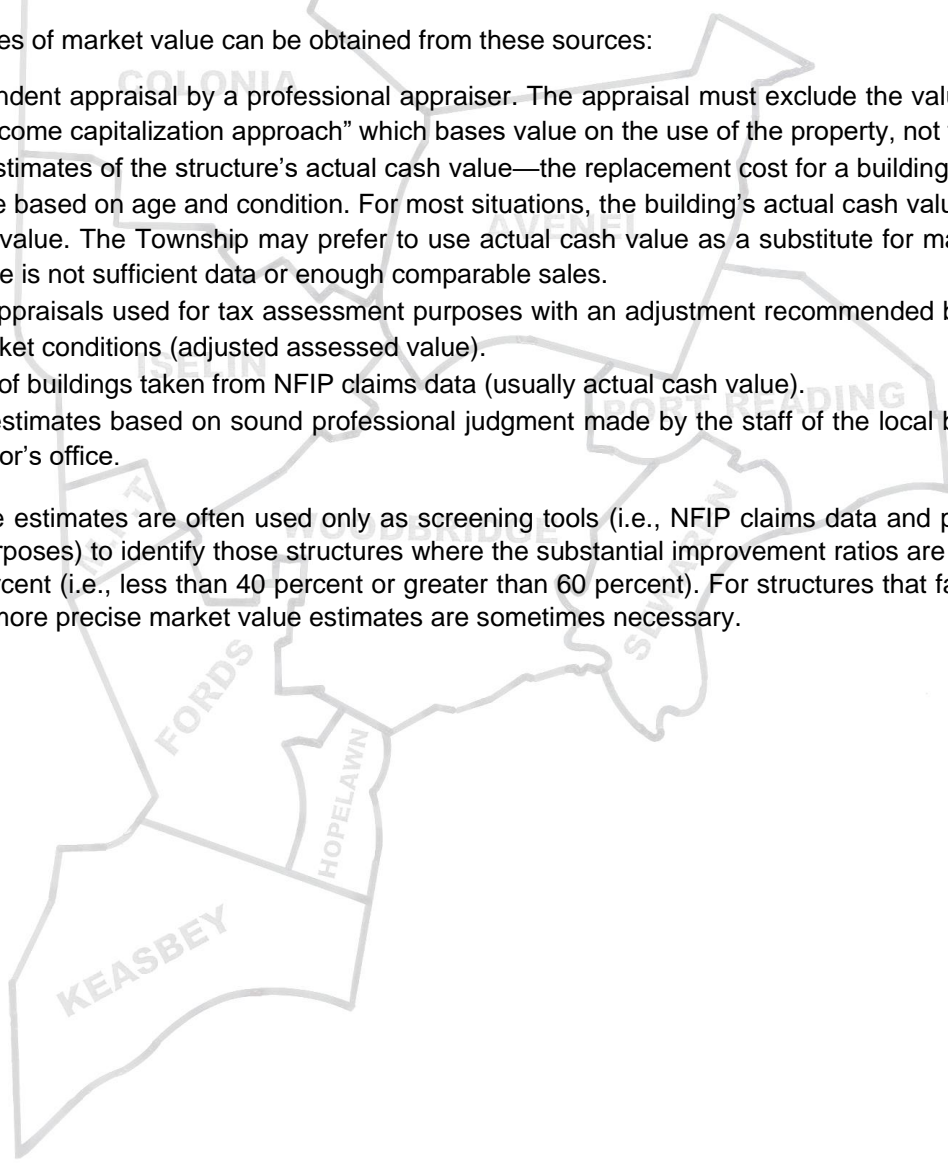 es of market value can be obtained from these sources:
COLONIA
ndent appraisal by a professional appraiser. The appraisal must exclude the valu
come capitalization approach” which bases value on the use of the property, not
stimates of the structure’s actual cash value—the replacement cost for a building
e based on age and condition. For most situations, the building’s actual cash valu
AVENEL
value. The Township may prefer to use actual cash value as a substitute for ma
e is not sufficient data or enough comparable sales.
ppraisals used for tax assessment purposes with an adjustment recommended b
ket conditions (adjusted assessed value).
ISELIN
of buildings taken from NFIP claims data (usually actual cash value).
PORT READING
estimates based on sound professional judgment made by the staff of the local b
or’s office.
e estimates are often used only as screening tools (i.e., NFIP claims data and p
WOODBRIDGE
rposes) to identify those structures where the substantial improvement ratios are
rcent (i.e., less than 40 percent or greater than 60 percent). For structures that fa
more precise market value estimates are sometimes necessary.
SEWAREN
FORDS
HOPELAWN
KEASBEY